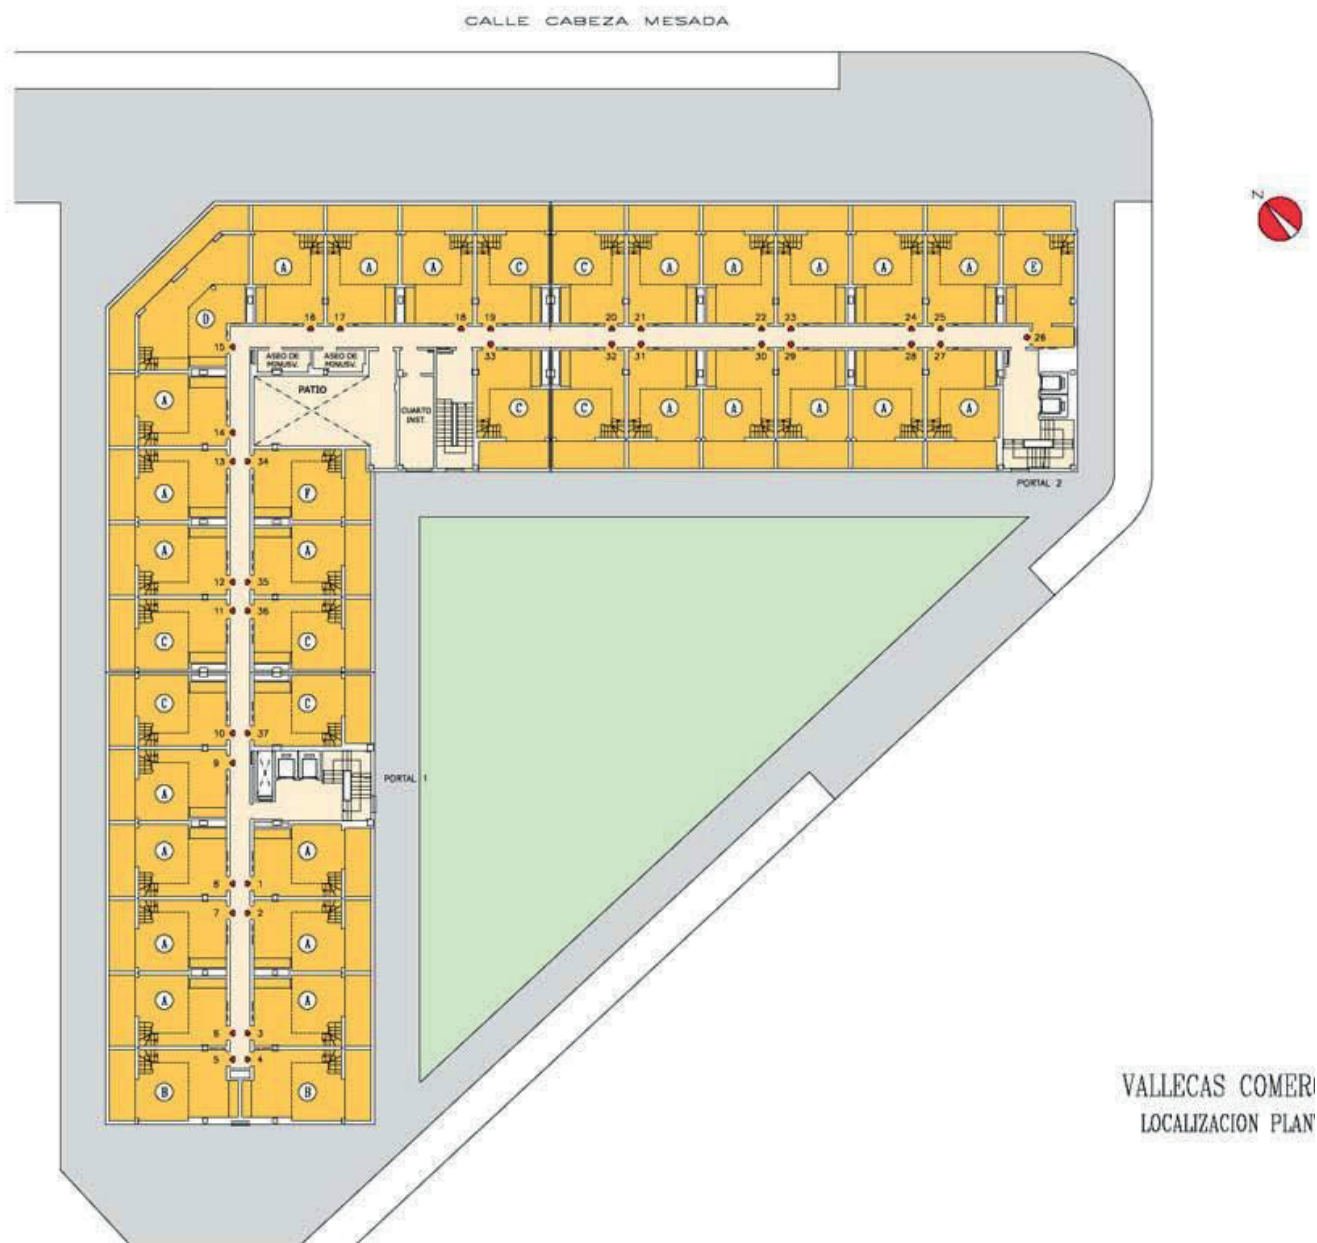 CALLE CABEZA MESADA
Z
A A A C C A A A A A E
D
16 17 18 19 20 21 22 23 24 25
26
15
ASEO DE MINUSV.
ASEO DE MINUSV.
33 32 31 30 29 28 27
PATIO
CUARTO INST.
A
C C A A A A A
14
13 34
PORTAL 2
A F
A A
12 35
11 36
C C
C C
10 37
9
PORTAL 1
A
A A
8 1
7 2
A A
A A
6 3
5 4
B B
VALLECAS COMER
LOCALIZACION PLAN